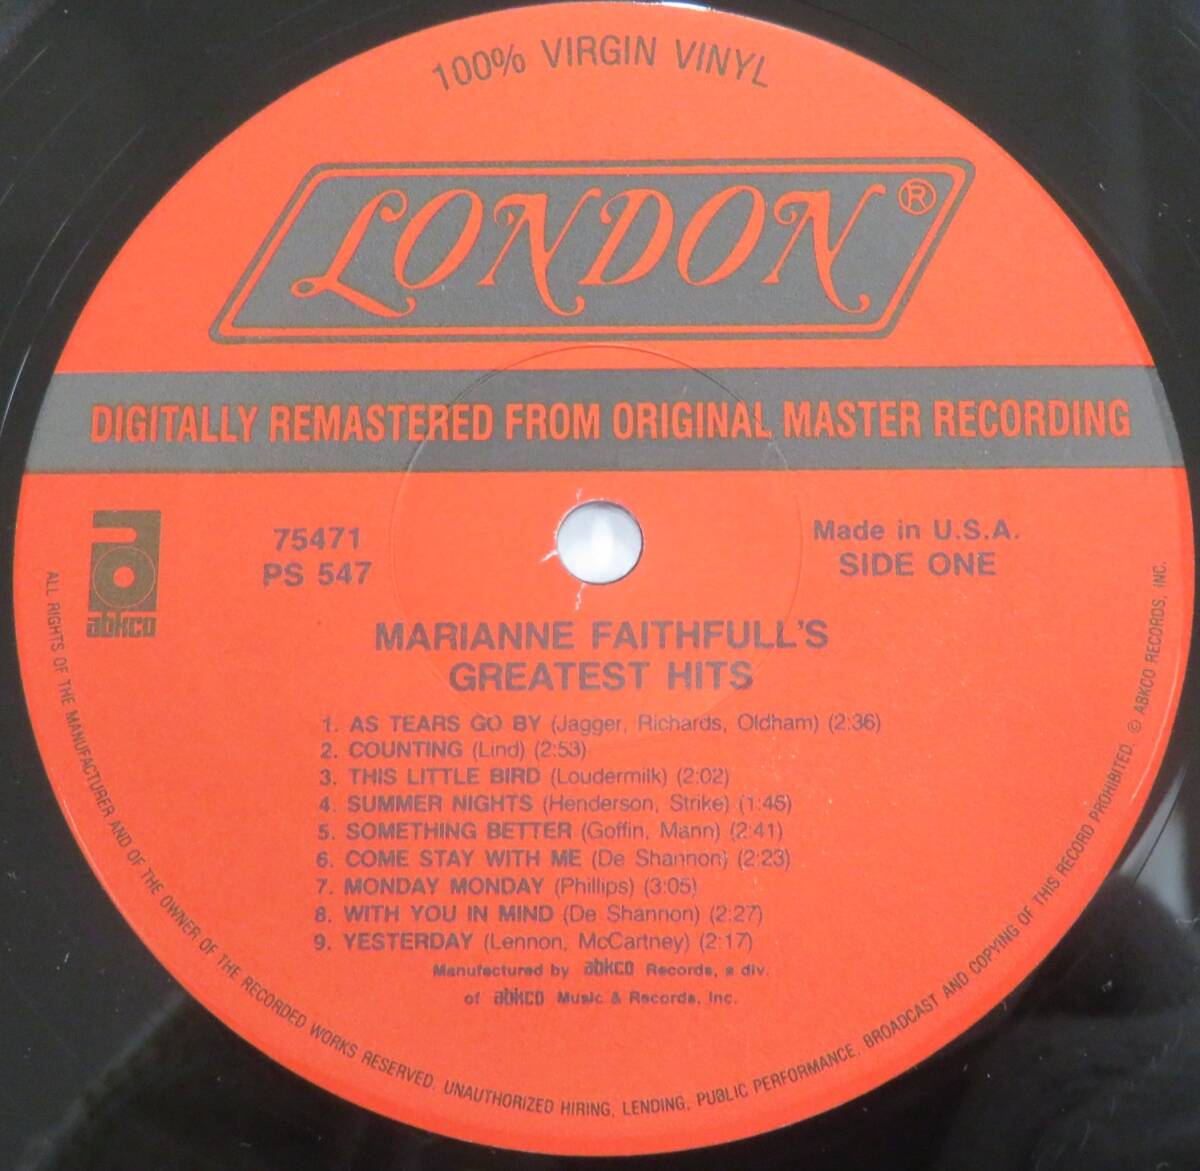 100% VIRGIN VINYL
LONDON®
DIGITALLY REMASTERED FROM ORIGINAL MASTER RECORDING
abkco
75471
PS 547
Made in U.S.A.
SIDE ONE
MARIANNE FAITHFULL'S
GREATEST HITS
1. AS TEARS GO BY (Jagger, Richards, Oldham) (2:36)
2. COUNTING (Lind) (2:53)
3. THIS LITTLE BIRD (Loudermilk) (2:02)
4. SUMMER NIGHTS (Henderson, Strike) (1:45)
5. SOMETHING BETTER (Goffin, Mann) (2:41)
6. COME STAY WITH ME (De Shannon) (2:23)
7. MONDAY MONDAY (Phillips) (3:05)
8. WITH YOU IN MIND (De Shannon) (2:27)
9. YESTERDAY (Lennon, McCartney) (2:17)
Manufactured by abkco Records, a div.
of abkco Music & Records, Inc.
ALL RIGHTS OF THE MANUFACTURER AND OF THE OWNER OF THE RECORDED WORKS RESERVED. UNAUTHORIZED HIRING, LENDING, PUBLIC PERFORMANCE, BROADCAST AND COPYING OF THIS RECORD PROHIBITED. © ABKCO RECORDS, INC.